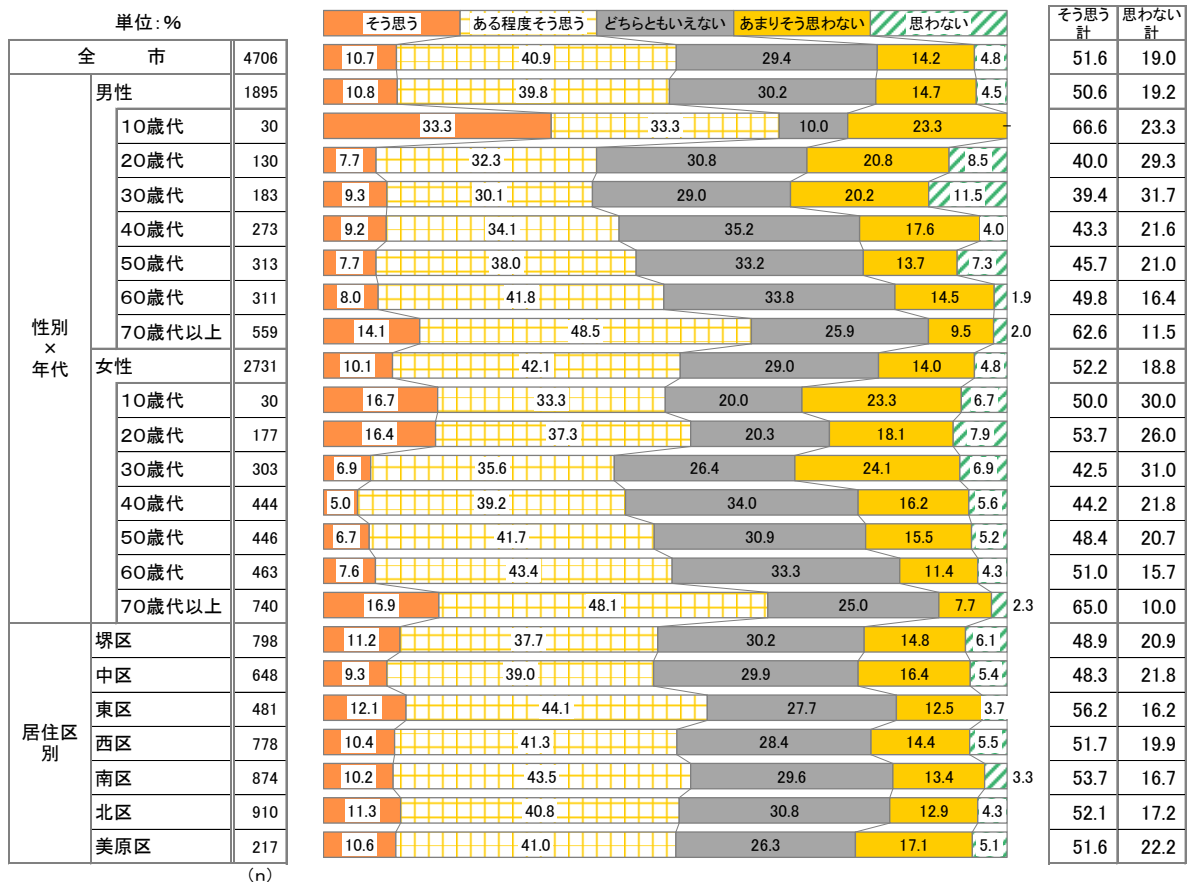 単位：％ そう思う ある程度そう思う どちらともいえない あまりそう思わない 思わない そう思う計 思わない計
全市 4706 10.7 40.9 29.4 14.2 4.8 51.6 19.0
性別×年代
男性 1895 10.8 39.8 30.2 14.7 4.5 50.6 19.2
10歳代 30 33.3 33.3 10.0 23.3 - 66.6 23.3
20歳代 130 7.7 32.3 30.8 20.8 8.5 40.0 29.3
30歳代 183 9.3 30.1 29.0 20.2 11.5 39.4 31.7
40歳代 273 9.2 34.1 35.2 17.6 4.0 43.3 21.6
50歳代 313 7.7 38.0 33.2 13.7 7.3 45.7 21.0
60歳代 311 8.0 41.8 33.8 14.5 1.9 49.8 16.4
70歳代以上 559 14.1 48.5 25.9 9.5 2.0 62.6 11.5
女性 2731 10.1 42.1 29.0 14.0 4.8 52.2 18.8
10歳代 30 16.7 33.3 20.0 23.3 6.7 50.0 30.0
20歳代 177 16.4 37.3 20.3 18.1 7.9 53.7 26.0
30歳代 303 6.9 35.6 26.4 24.1 6.9 42.5 31.0
40歳代 444 5.0 39.2 34.0 16.2 5.6 44.2 21.8
50歳代 446 6.7 41.7 30.9 15.5 5.2 48.4 20.7
60歳代 463 7.6 43.4 33.3 11.4 4.3 51.0 15.7
70歳代以上 740 16.9 48.1 25.0 7.7 2.3 65.0 10.0
居住区別
堺区 798 11.2 37.7 30.2 14.8 6.1 48.9 20.9
中区 648 9.3 39.0 29.9 16.4 5.4 48.3 21.8
東区 481 12.1 44.1 27.7 12.5 3.7 56.2 16.2
西区 778 10.4 41.3 28.4 14.4 5.5 51.7 19.9
南区 874 10.2 43.5 29.6 13.4 3.3 53.7 16.7
北区 910 11.3 40.8 30.8 12.9 4.3 52.1 17.2
美原区 217 10.6 41.0 26.3 17.1 5.1 51.6 22.2
(n)